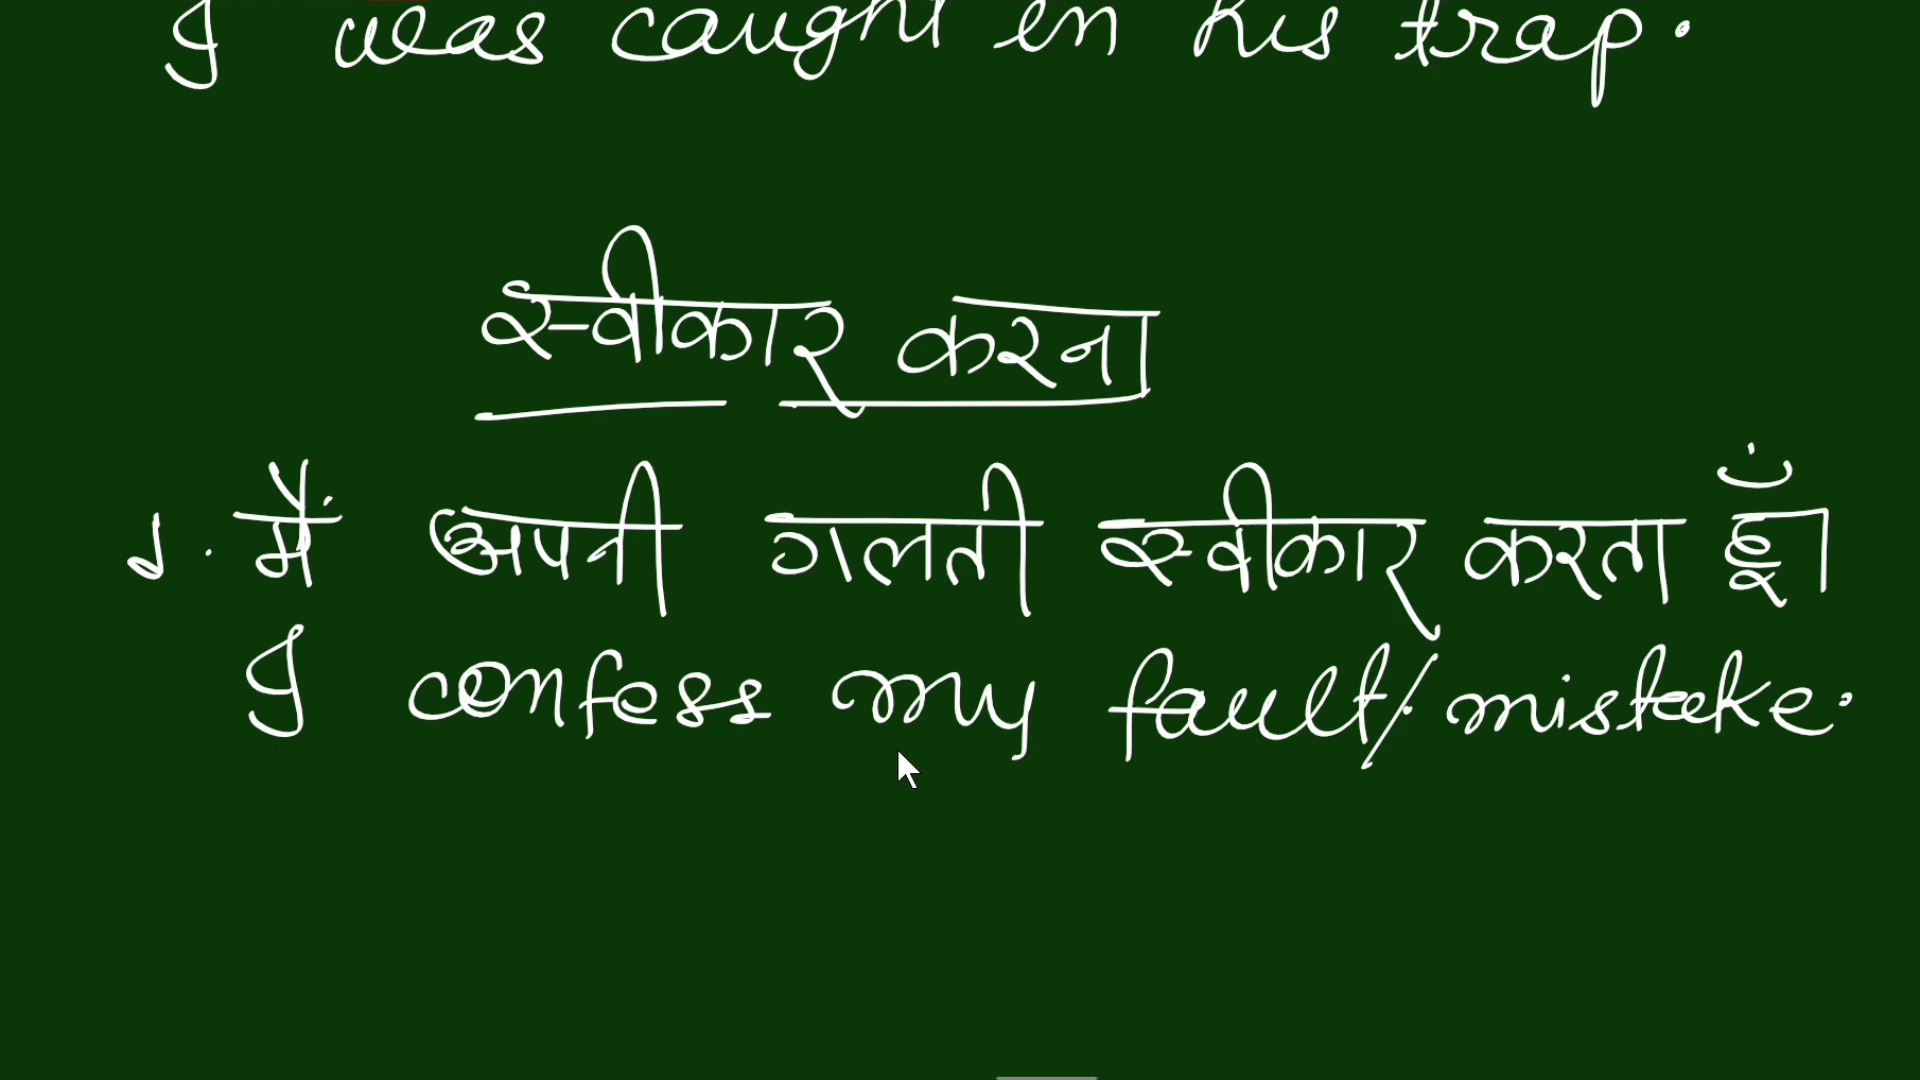 I was caught in his trap.
स्वीकार करना
1. मैं अपनी गलती स्वीकार करता हूँ।
I confess my fault/mistake.